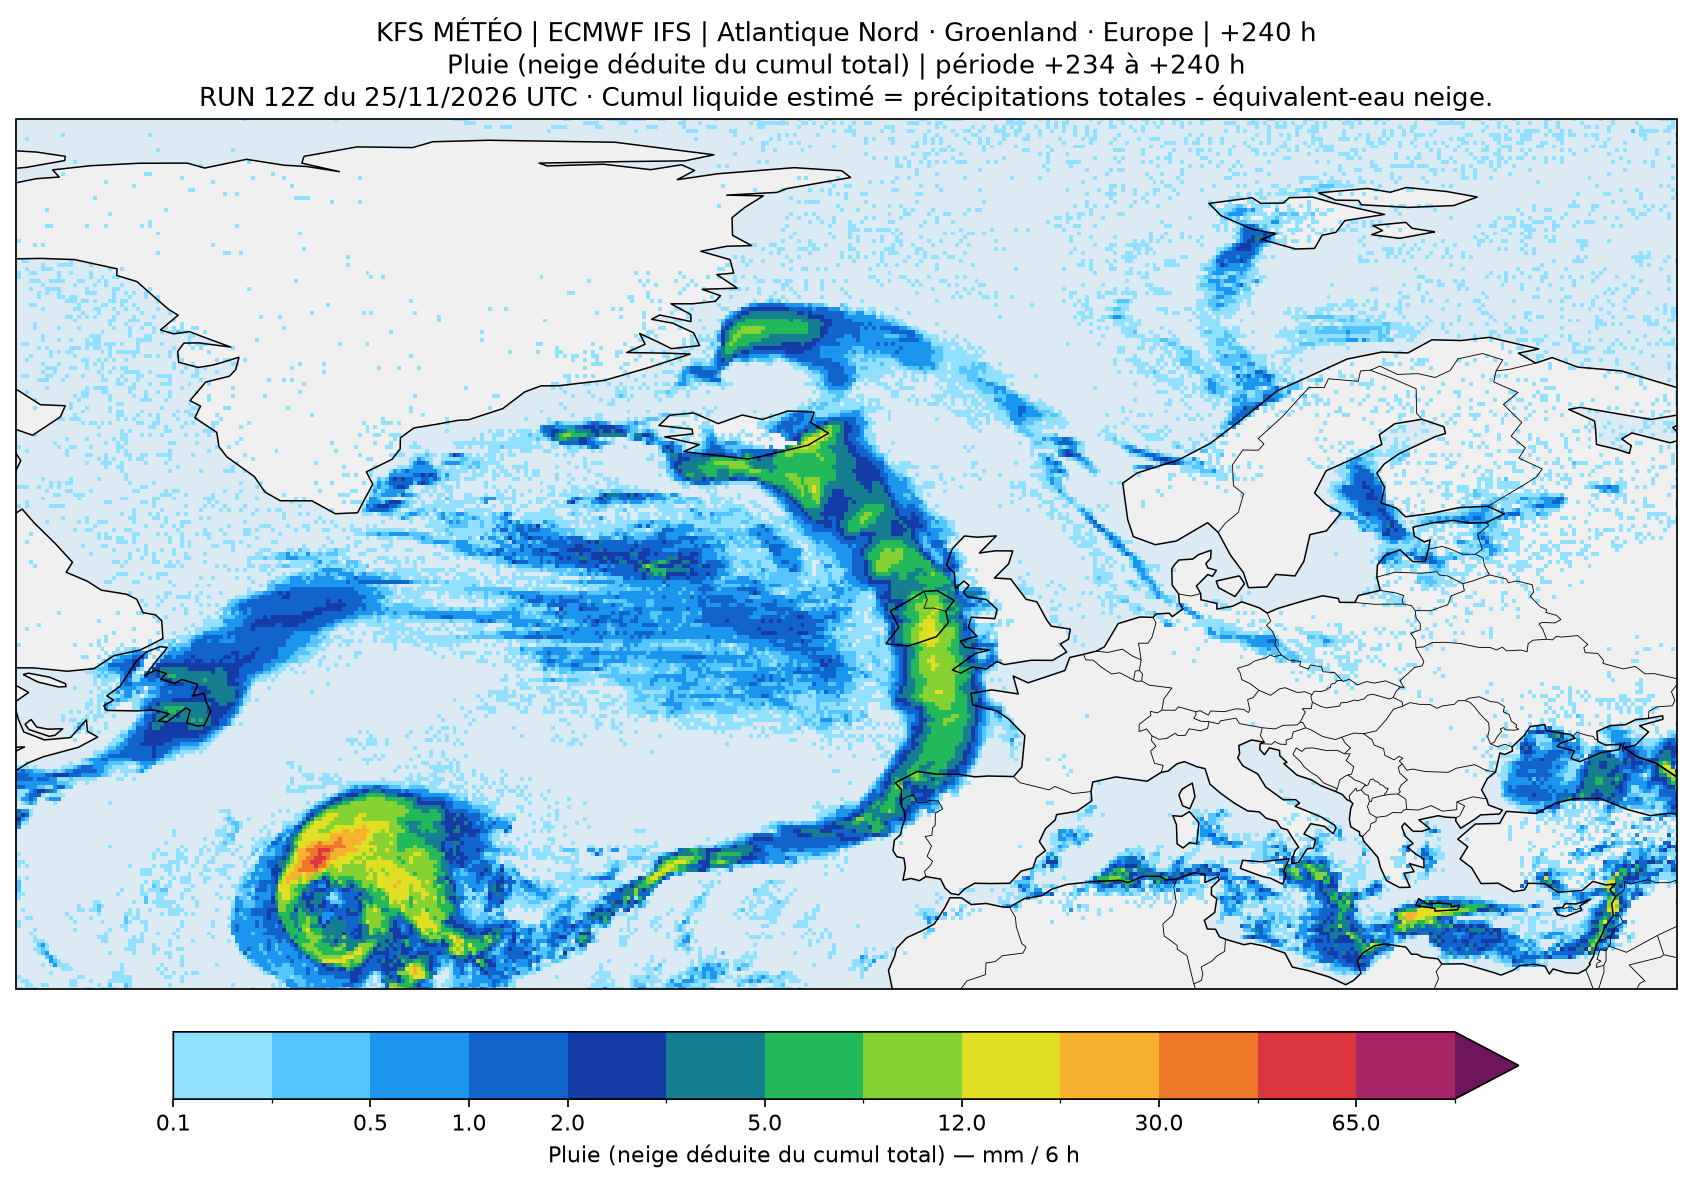 KFS MÉTÉO | ECMWF IFS | Atlantique Nord · Groenland · Europe | +240 h
Pluie (neige déduite du cumul total) | période +234 à +240 h
RUN 12Z du 25/11/2026 UTC · Cumul liquide estimé = précipitations totales - équivalent-eau neige.
0.1 0.5 1.0 2.0 5.0 12.0 30.0 65.0
Pluie (neige déduite du cumul total) — mm / 6 h